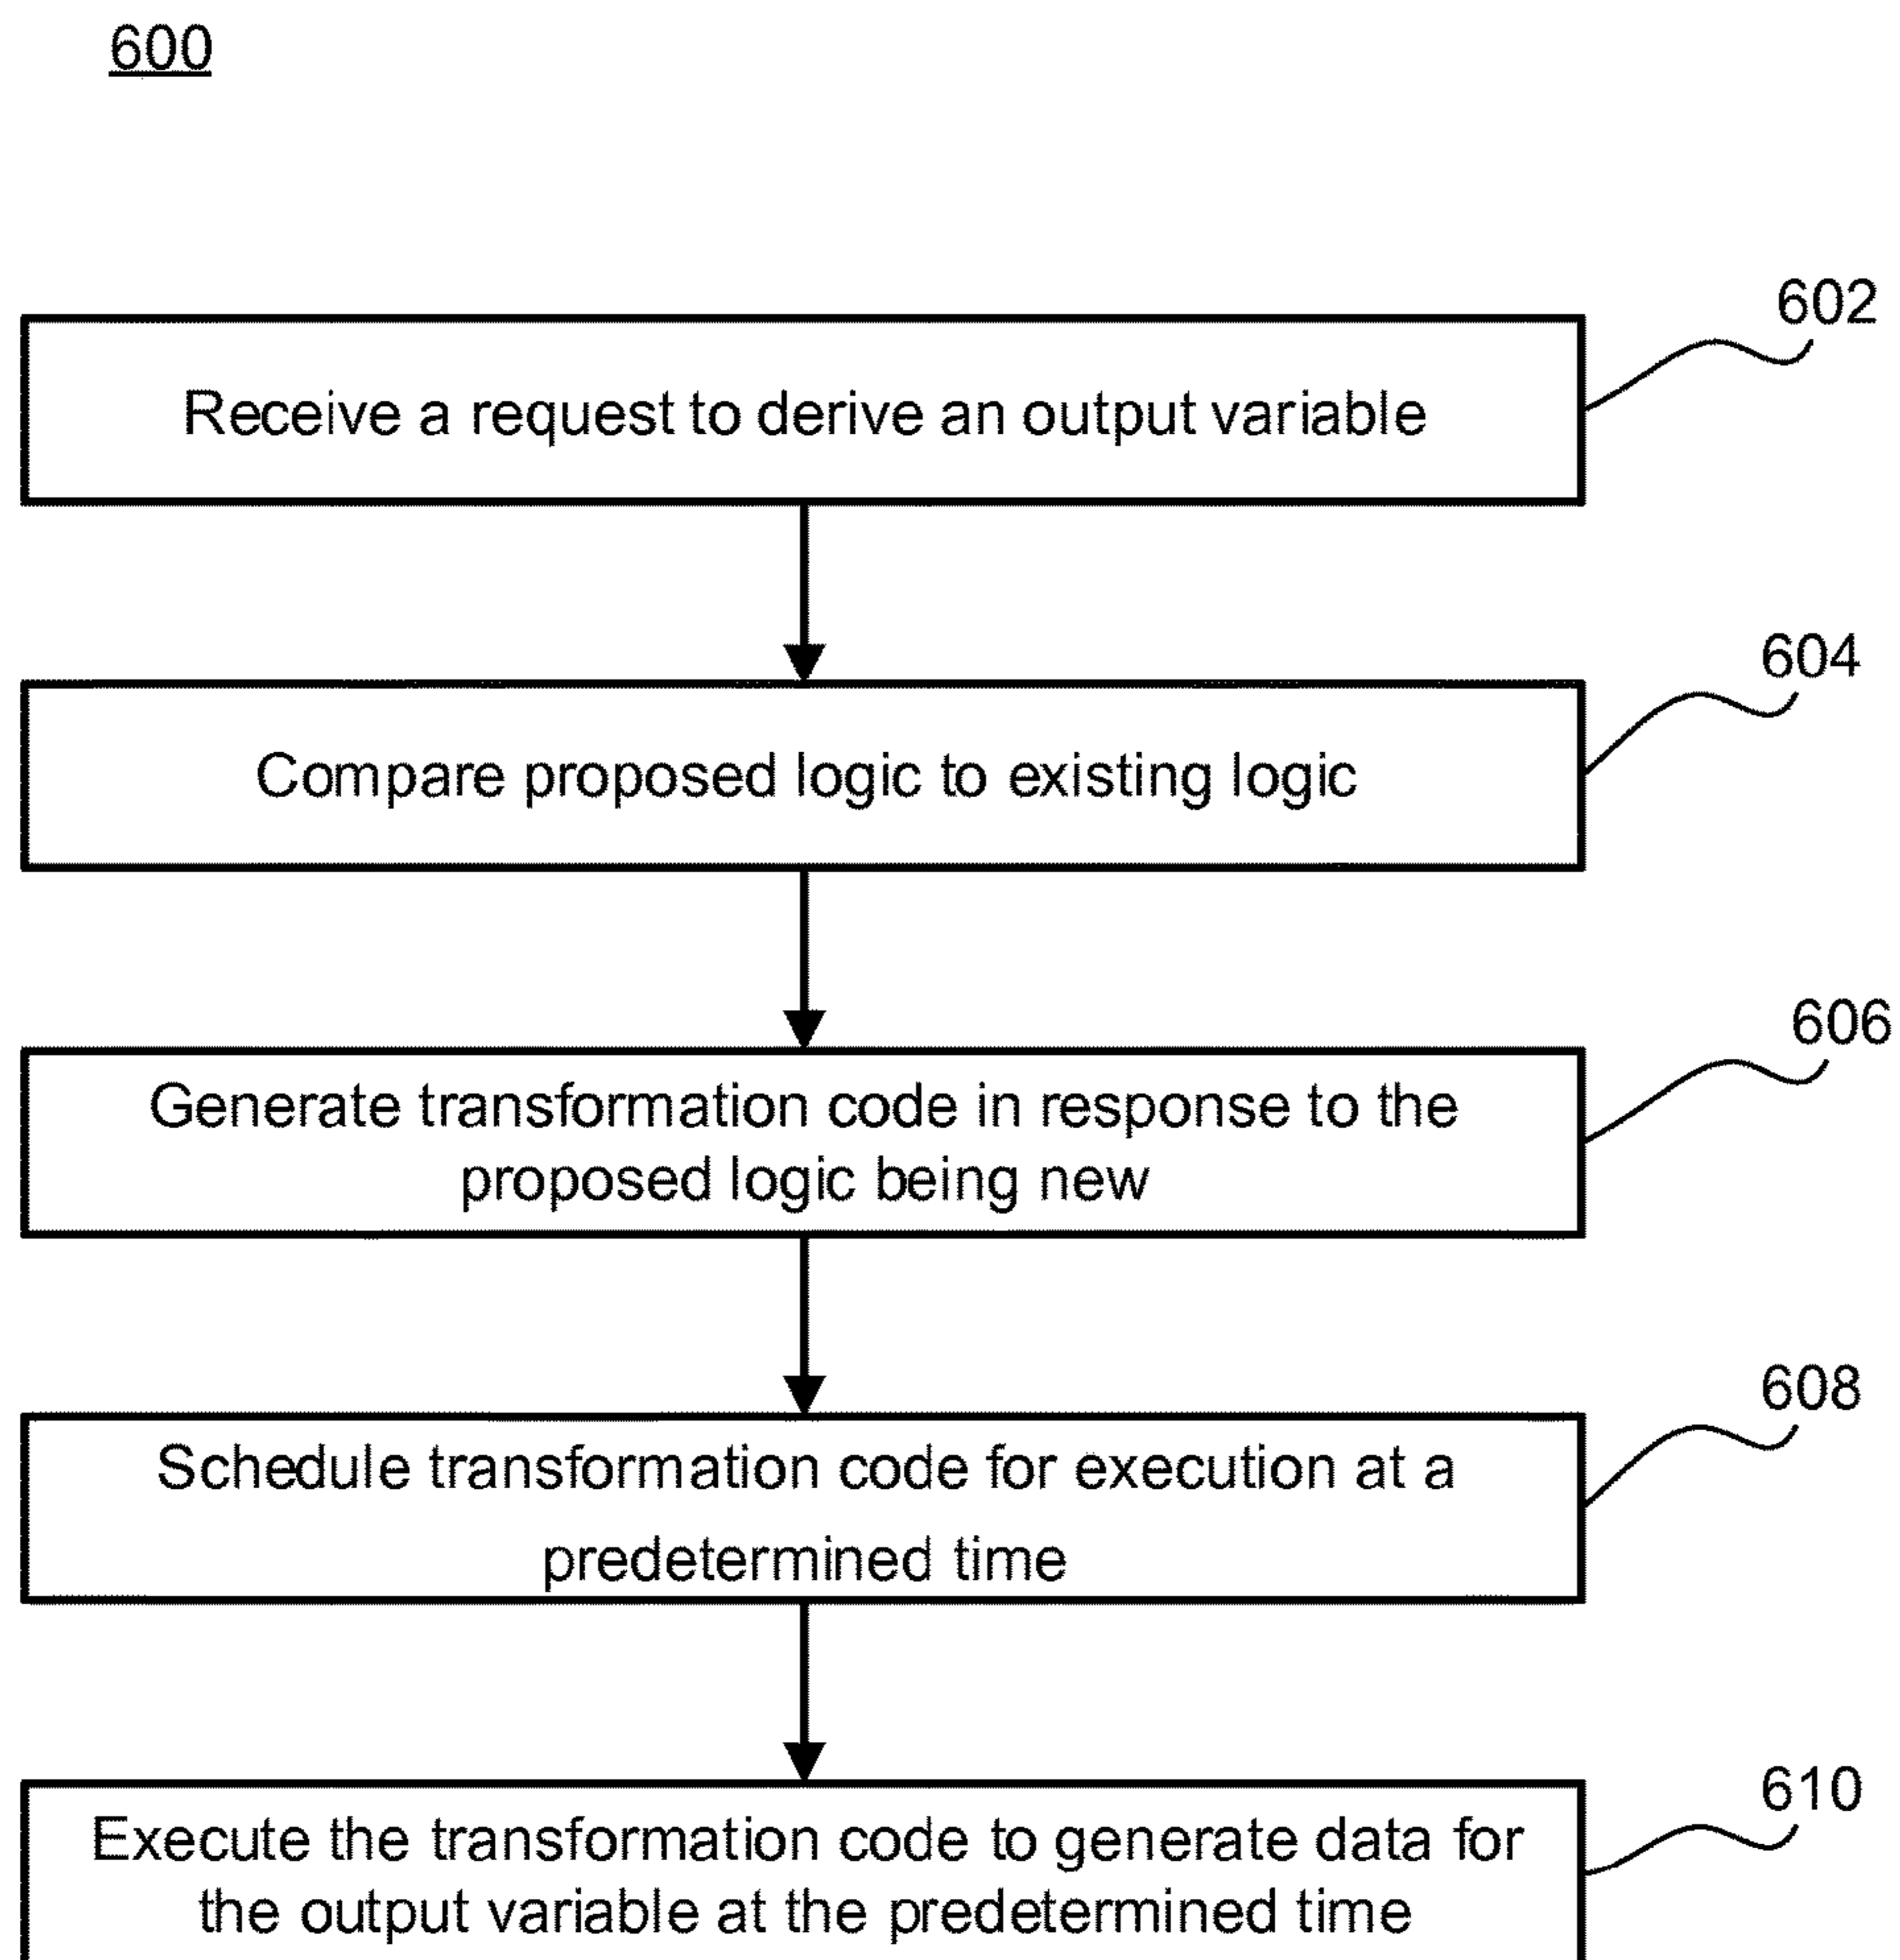 600
602
Receive a request to derive an output variable
604
Compare proposed logic to existing logic
606
Generate transformation code in response to the
proposed logic being new
608
Schedule transformation code for execution at a
predetermined time
610
Execute the transformation code to generate data for
the output variable at the predetermined time